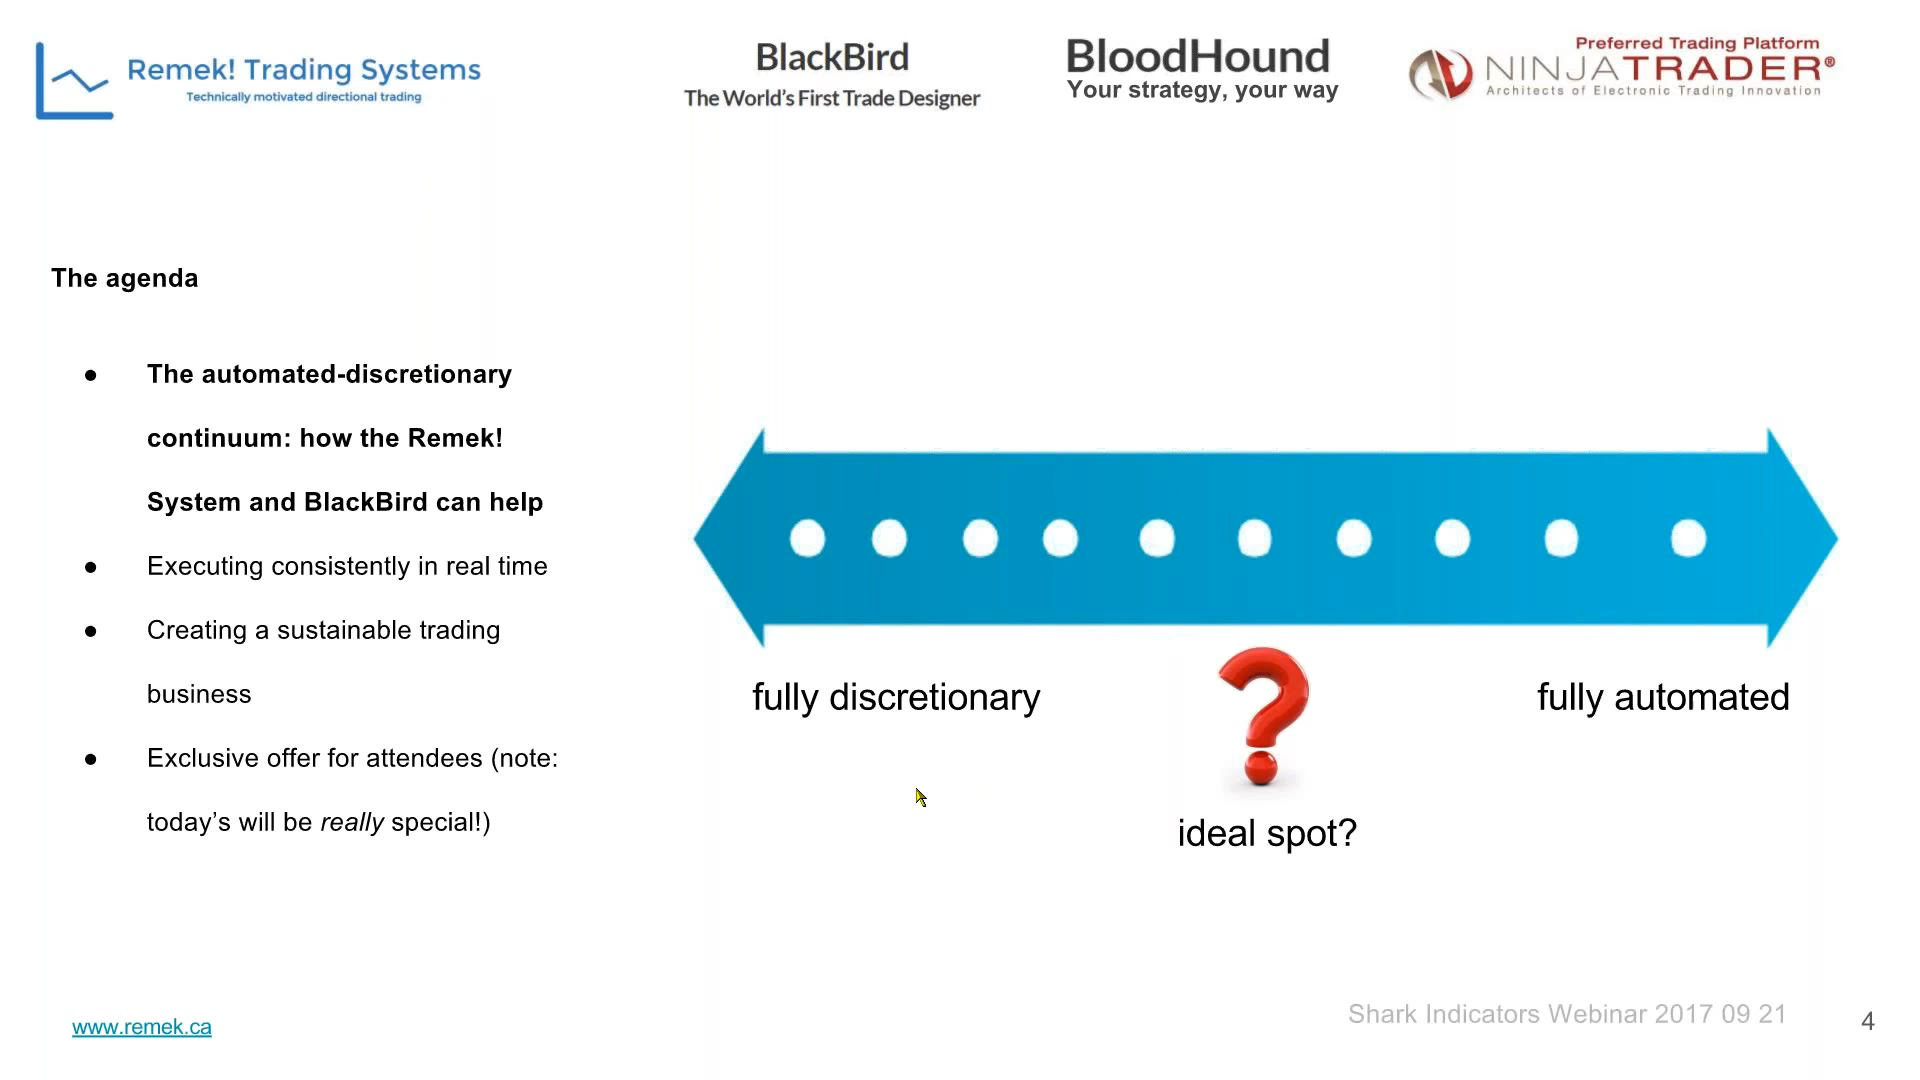 Remek! Trading Systems
Technically motivated directional trading
BlackBird
The World's First Trade Designer
BloodHound
Your strategy, your way
Preferred Trading Platform
NINJATRADER®
Architects of Electronic Trading Innovation
The agenda
● The automated-discretionary
continuum: how the Remek!
System and BlackBird can help
● Executing consistently in real time
● Creating a sustainable trading
business
● Exclusive offer for attendees (note:
today’s will be really special!)
fully discretionary
fully automated
?
ideal spot?
www.remek.ca
Shark Indicators Webinar 2017 09 21
4